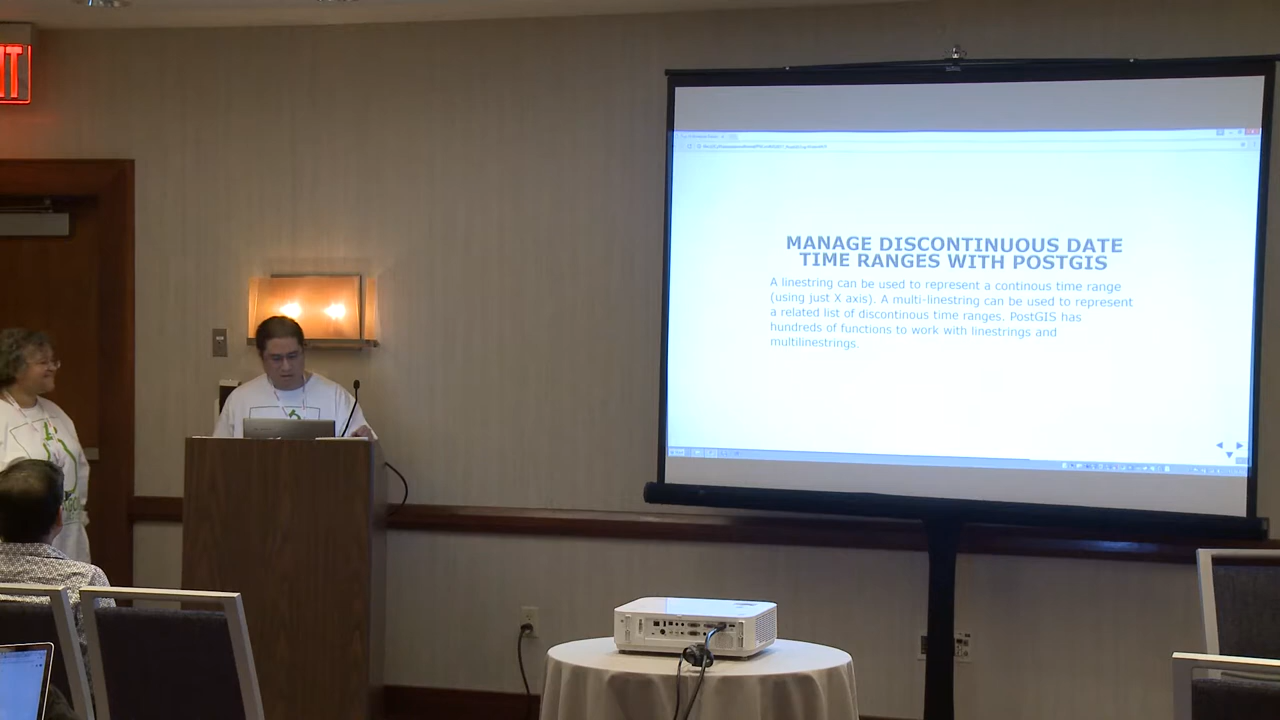 IT
MANAGE DISCONTINUOUS DATE
TIME RANGES WITH POSTGIS
A linestring can be used to represent a continous time range
(using just X axis). A multi-linestring can be used to represent
a related list of discontinous time ranges. PostGIS has
hundreds of functions to work with linestrings and
multilinestrings.